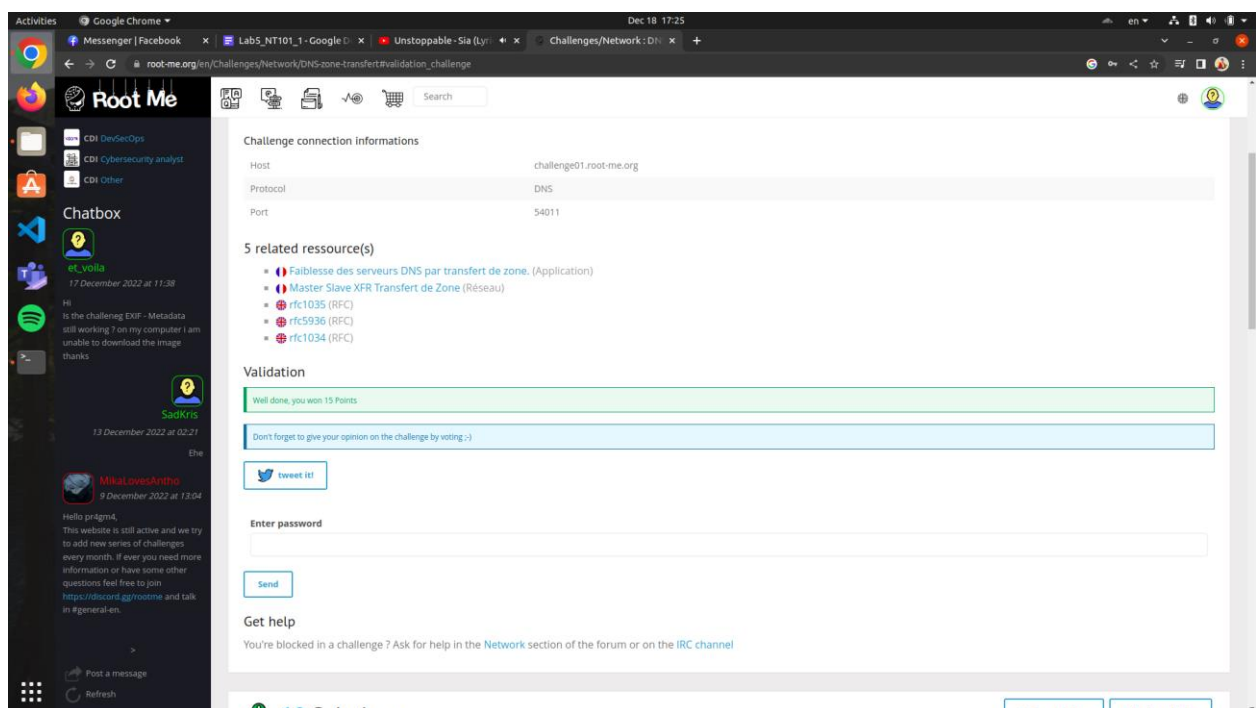 Activities Google Chrome Dec 18 17:25 en
Messenger | Facebook × Lab5_NT101_1 - Google D × Unstoppable - Sia (Lyri × Challenges/Network : DN × +
root-me.org/en/Challenges/Network/DNS-zone-transfert#validation_challenge
Root Me
Search
CDI DevSecOps
CDI Cybersecurity analyst
CDI Other
Chatbox
et_voila
17 December 2022 at 11:38
Hi
Is the challeneg EXIF - Metadata
still working ? on my computer i am
unable to download the image
thanks
SadKris
13 December 2022 at 02:21
Ehe
MikaLovesAntho
9 December 2022 at 13:04
Hello pr4gm4,
This website is still active and we try
to add new series of challenges
every month. If ever you need more
information or have some other
questions feel free to join
https://discord.gg/rootme and talk
in #general-en.
>
Post a message
Refresh
Challenge connection informations
Host challenge01.root-me.org
Protocol DNS
Port 54011
5 related ressource(s)
Faiblesse des serveurs DNS par transfert de zone. (Application)
Master Slave XFR Transfert de Zone (Réseau)
rfc1035 (RFC)
rfc5936 (RFC)
rfc1034 (RFC)
Validation
Well done, you won 15 Points
Don't forget to give your opinion on the challenge by voting ;-)
tweet it!
Enter password
Send
Get help
You're blocked in a challenge ? Ask for help in the Network section of the forum or on the IRC channel